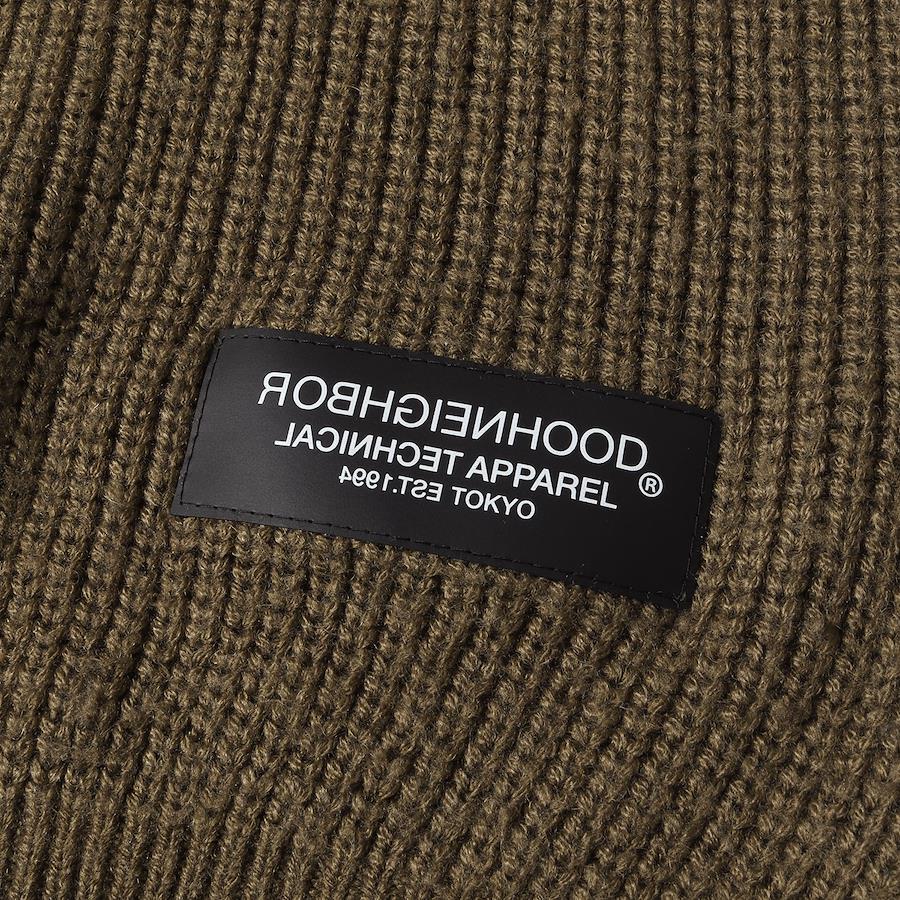 NEIGHBORHOOD
TECHNICAL APPAREL ®
EST.1994 TOKYO